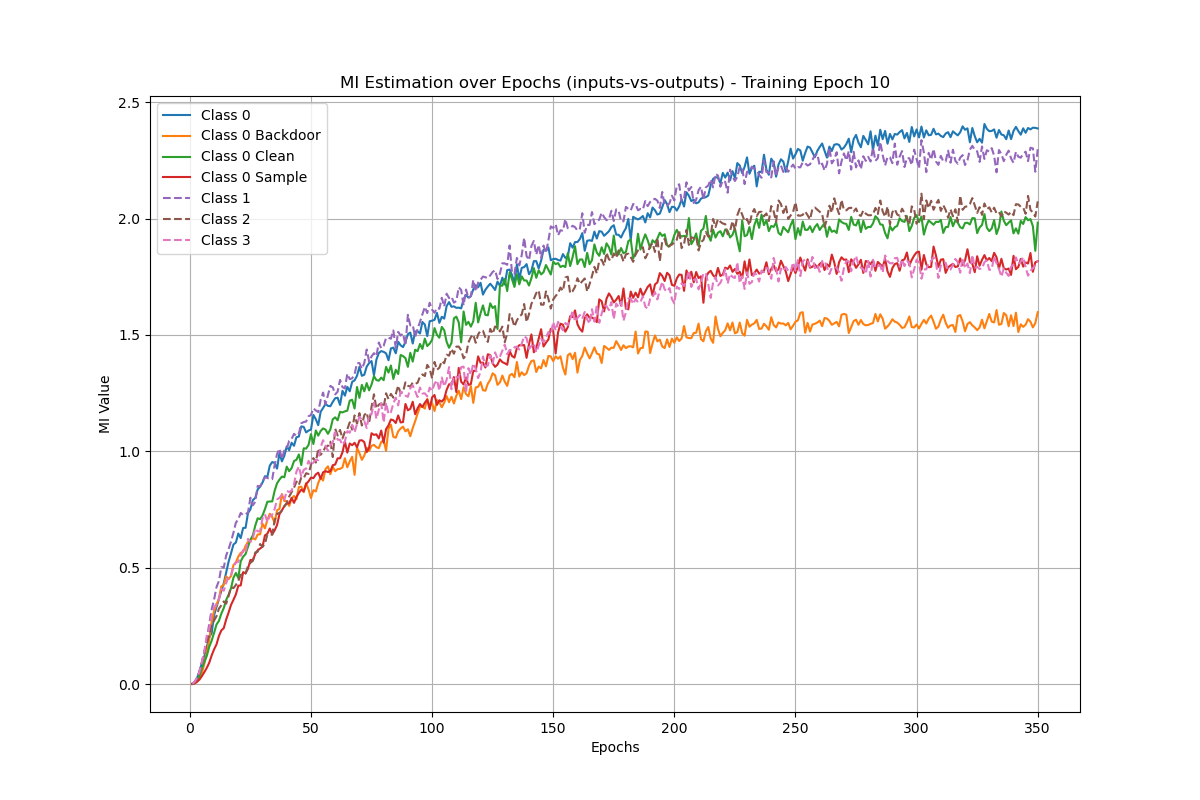 MI Estimation over Epochs (inputs-vs-outputs) - Training Epoch 10
2.5
2.0
1.5
1.0
0.5
0.0
MI Value
Class 0
Class 0 Backdoor
Class 0 Clean
Class 0 Sample
Class 1
Class 2
Class 3
0 50 100 150 200 250 300 350
Epochs